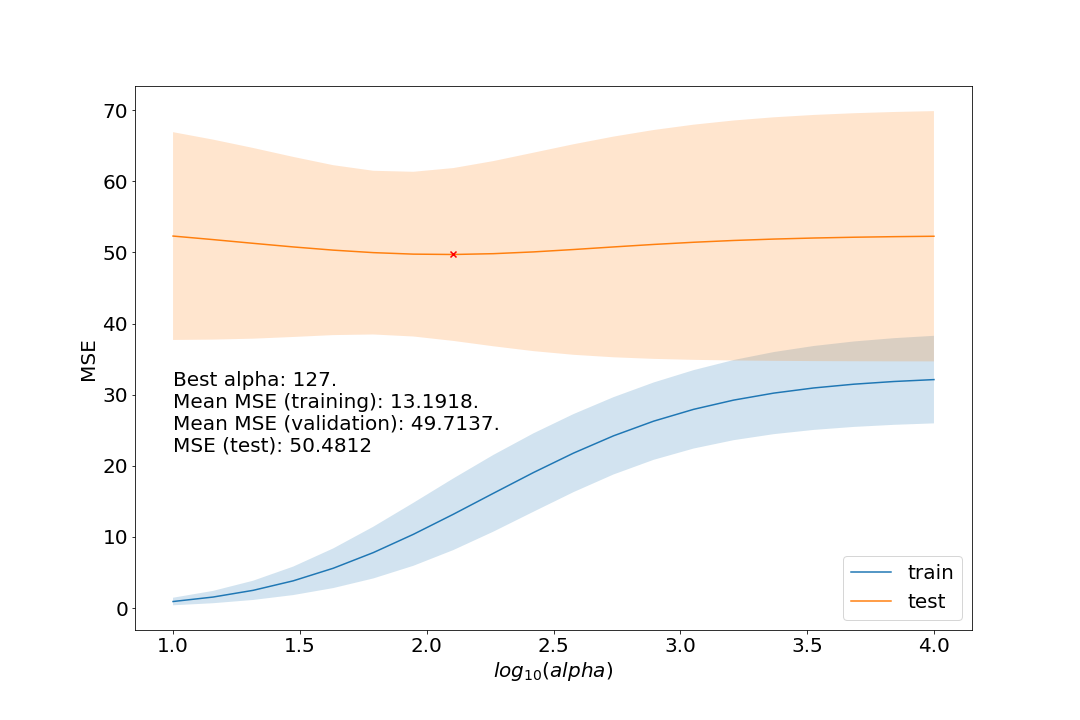 70
60
50
40
30
20
10
0
MSE
Best alpha: 127.
Mean MSE (training): 13.1918.
Mean MSE (validation): 49.7137.
MSE (test): 50.4812
train
test
1.0 1.5 2.0 2.5 3.0 3.5 4.0
log₁₀(alpha)